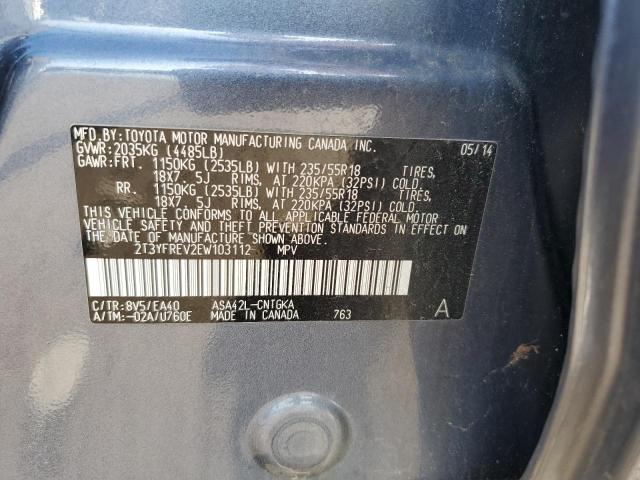 MFD.BY:TOYOTA MOTOR MANUFACTURING CANADA, INC. 05/14
GVWR:2035KG (4485LB)
GAWR:FRT. 1150KG (2535LB) WITH 235/55R18 TIRES,
18X7 .5J RIMS, AT 220KPA (32PSI) COLD.
RR. 1150KG (2535LB) WITH 235/55R18 TIRES,
18X7 .5J RIMS, AT 220KPA (32PSI) COLD.
THIS VEHICLE CONFORMS TO ALL APPLICABLE FEDERAL MOTOR
VEHICLE SAFETY AND THEFT PREVENTION STANDARDS IN EFFECT ON
THE DATE OF MANUFACTURE SHOWN ABOVE.
2T3YFREV2EW103112 MPV
C/TR:8V5/EA40 ASA42L-CNTGKA
A/TM:-02A/U760E MADE IN CANADA 763 A